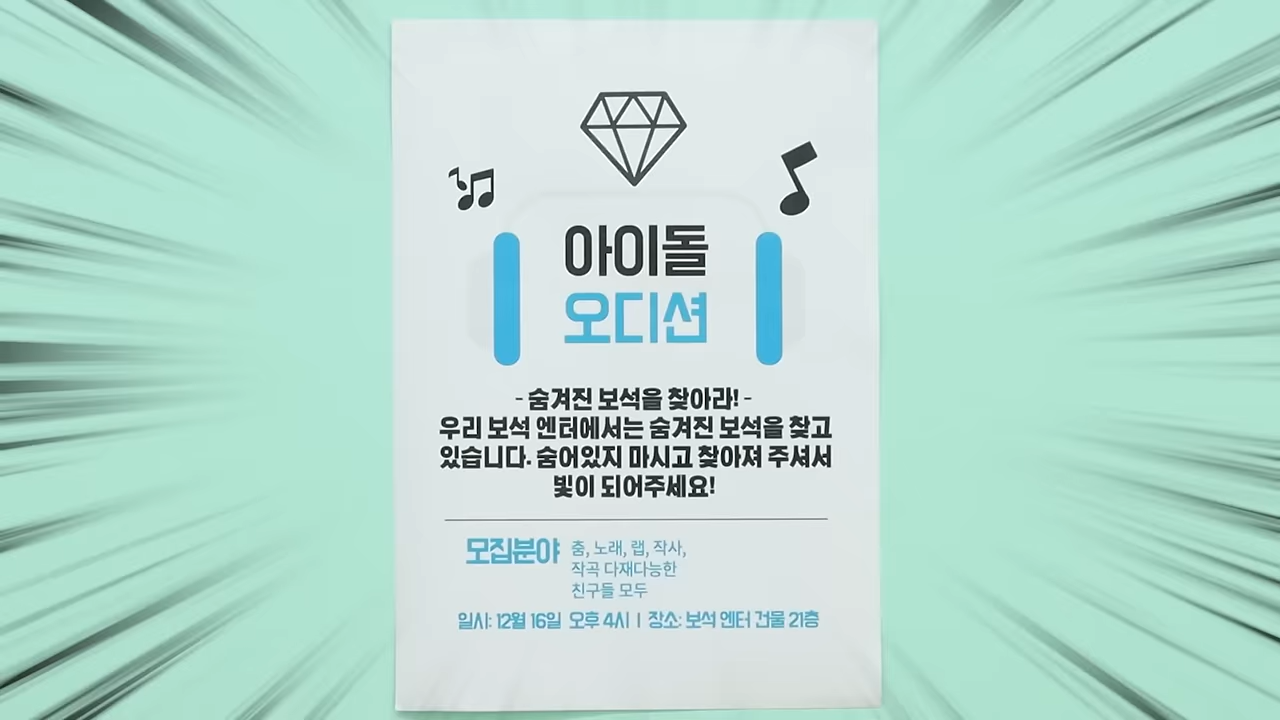 아이돌
오디션
- 숨겨진 보석을 찾아라! -
우리 보석 엔터에서는 숨겨진 보석을 찾고
있습니다. 숨어있지 마시고 찾아져 주셔서
빛이 되어주세요!
모집분야 춤, 노래, 랩, 작사,
작곡 다재다능한
친구들 모두
일시: 12월 16일 오후 4시 | 장소: 보석 엔터 건물 21층